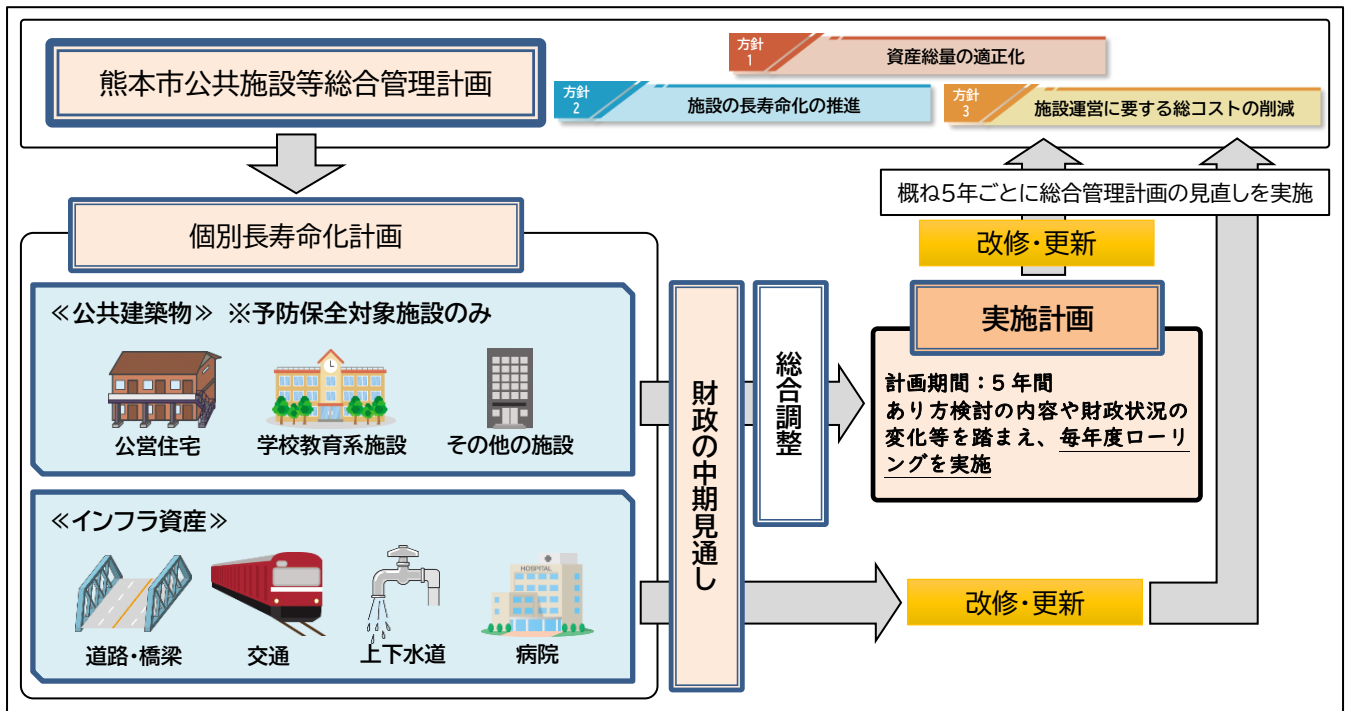 熊本市公共施設等総合管理計画
方針
1
資産総量の適正化
方針
2
施設の長寿命化の推進
方針
3
施設運営に要する総コストの削減
概ね5年ごとに総合管理計画の見直しを実施
改修・更新
個別長寿命化計画
≪公共建築物≫ ※予防保全対象施設のみ
公営住宅
学校教育系施設
その他の施設
≪インフラ資産≫
HOSPITAL
道路・橋梁
交通
上下水道
病院
財政の中期見通し
総合調整
実施計画
計画期間：5年間
あり方検討の内容や財政状況の
変化等を踏まえ、毎年度ローリ
ングを実施
改修・更新